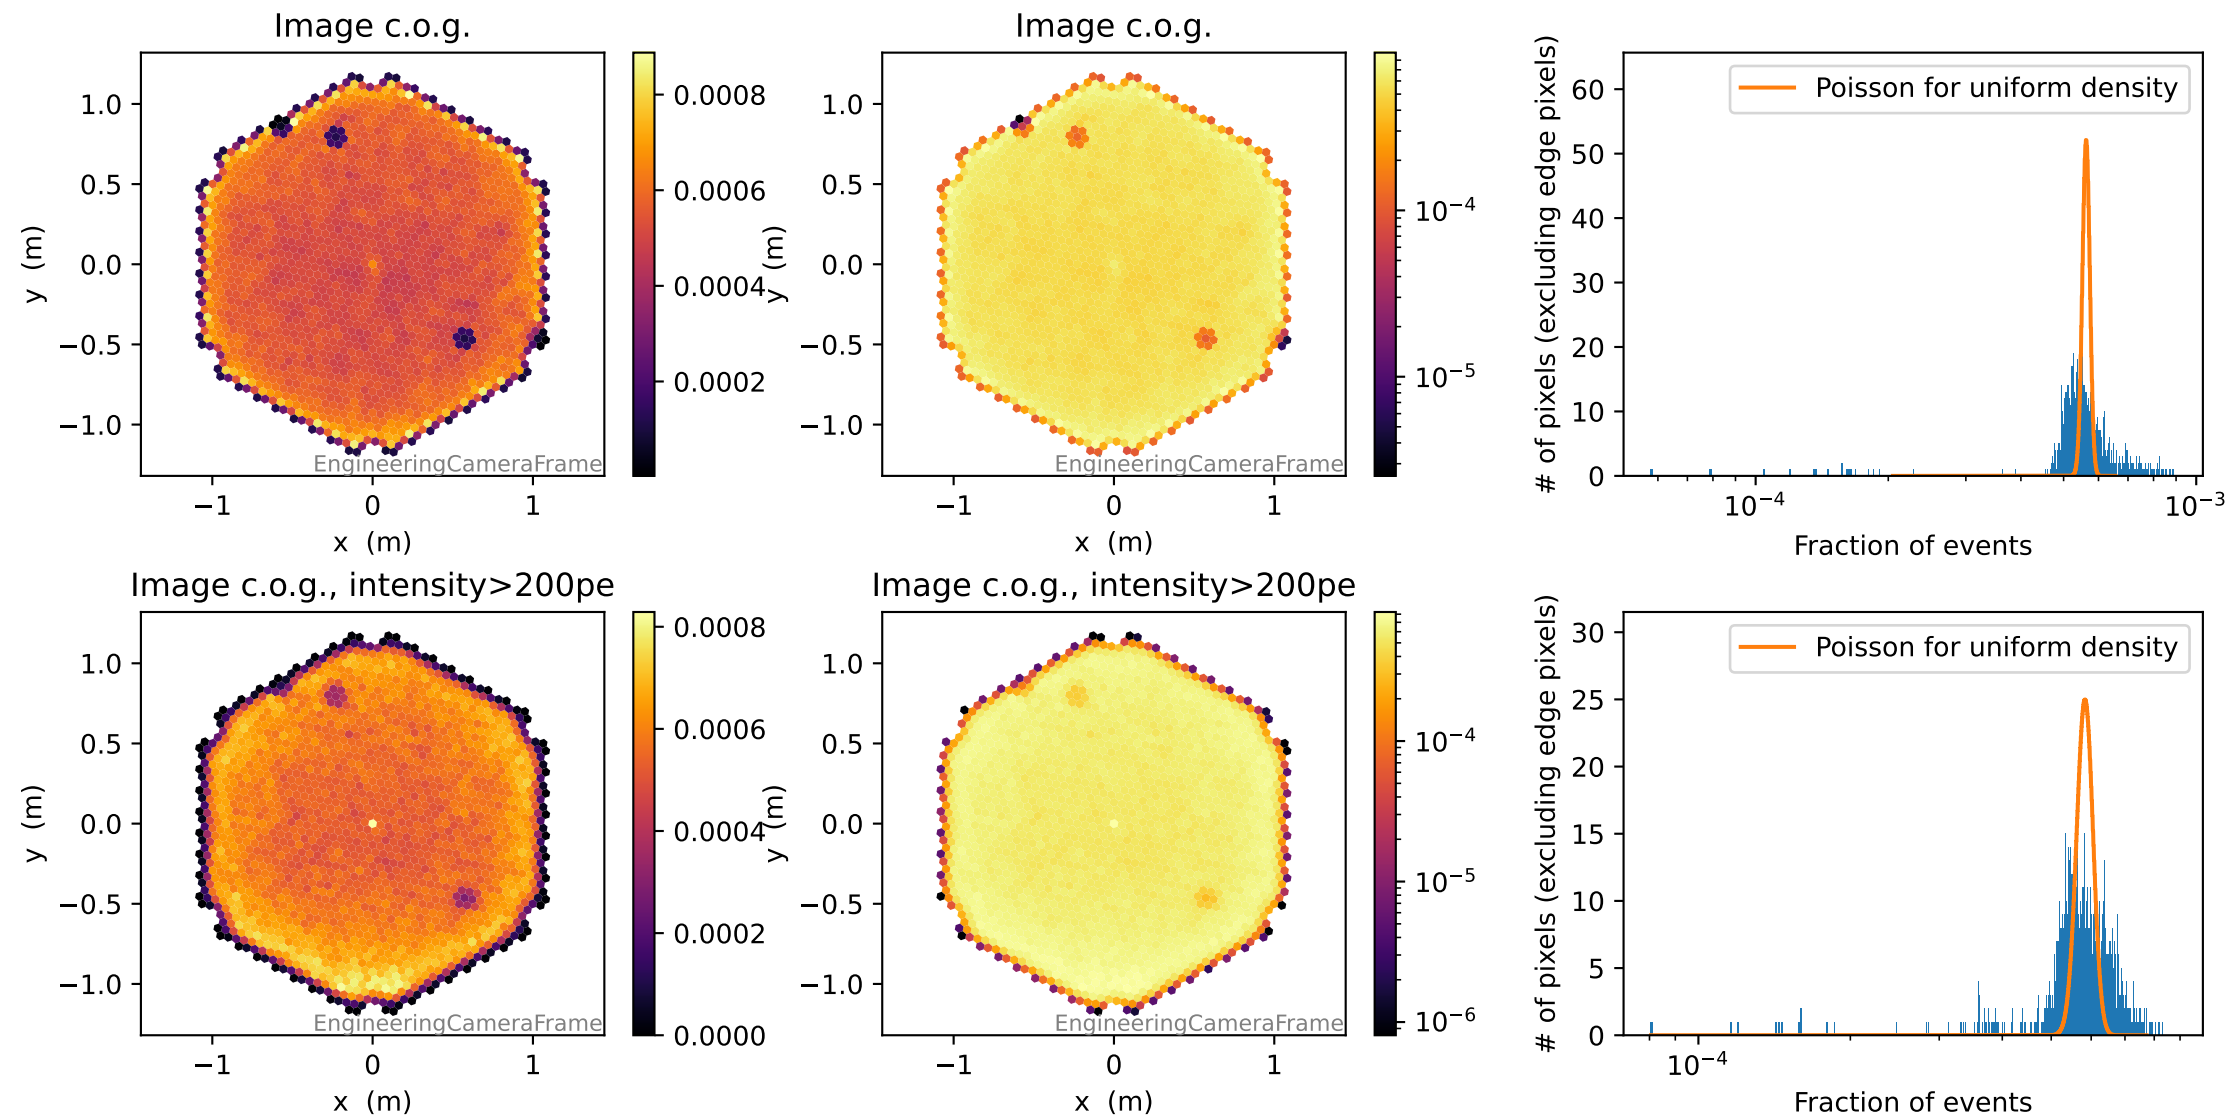 Image c.o.g.
1.0
0.5
0.0
−0.5
−1.0
y (m)
−1
0
1
x (m)
EngineeringCameraFrame
0.0008
0.0006
0.0004
0.0002
Image c.o.g.
1.0
0.5
0.0
−0.5
−1.0
y (m)
−1
0
1
x (m)
EngineeringCameraFrame
10⁻⁴
10⁻⁵
# of pixels (excluding edge pixels)
60
50
40
30
20
10
0
Poisson for uniform density
10⁻⁴
10⁻³
Fraction of events
Image c.o.g., intensity>200pe
1.0
0.5
0.0
−0.5
−1.0
y (m)
−1
0
1
x (m)
EngineeringCameraFrame
0.0008
0.0006
0.0004
0.0002
0.0000
Image c.o.g., intensity>200pe
1.0
0.5
0.0
−0.5
−1.0
y (m)
−1
0
1
x (m)
EngineeringCameraFrame
10⁻⁴
10⁻⁵
10⁻⁶
# of pixels (excluding edge pixels)
30
25
20
15
10
5
0
Poisson for uniform density
10⁻⁴
Fraction of events